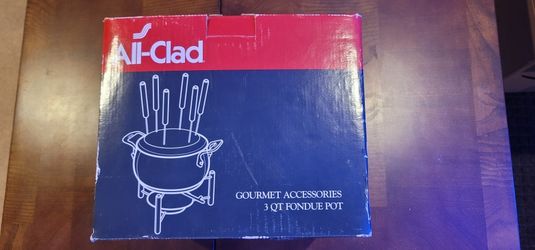 All-Clad
GOURMET ACCESSORIES
3 QT FONDUE POT